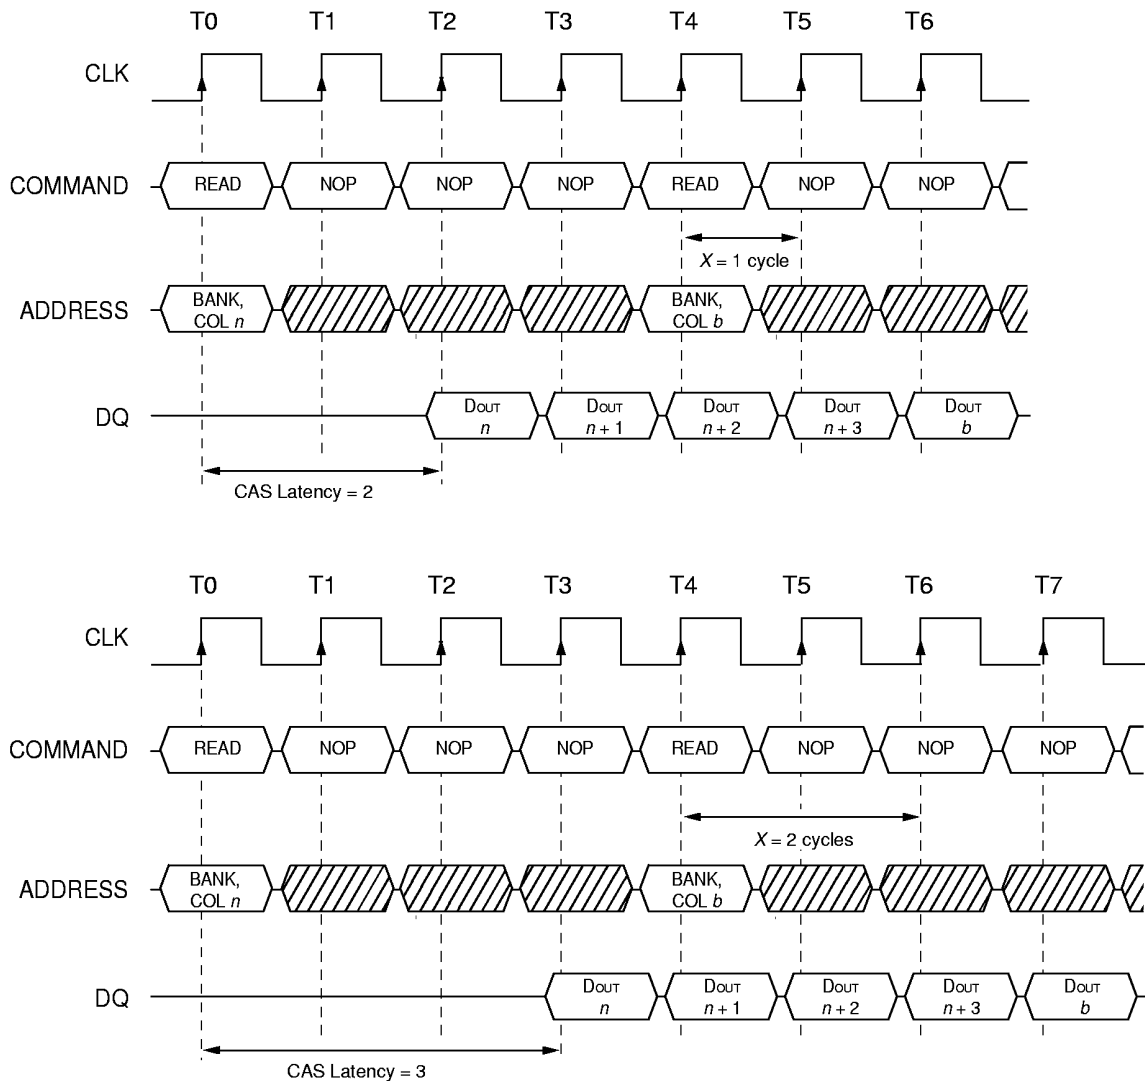 T0 T1 T2 T3 T4 T5 T6
CLK
COMMAND READ NOP NOP NOP READ NOP NOP
X = 1 cycle
ADDRESS BANK, COL n BANK, COL b
DQ DOUT n DOUT n + 1 DOUT n + 2 DOUT n + 3 DOUT b
CAS Latency = 2
T0 T1 T2 T3 T4 T5 T6 T7
CLK
COMMAND READ NOP NOP NOP READ NOP NOP NOP
X = 2 cycles
ADDRESS BANK, COL n BANK, COL b
DQ DOUT n DOUT n + 1 DOUT n + 2 DOUT n + 3 DOUT b
CAS Latency = 3